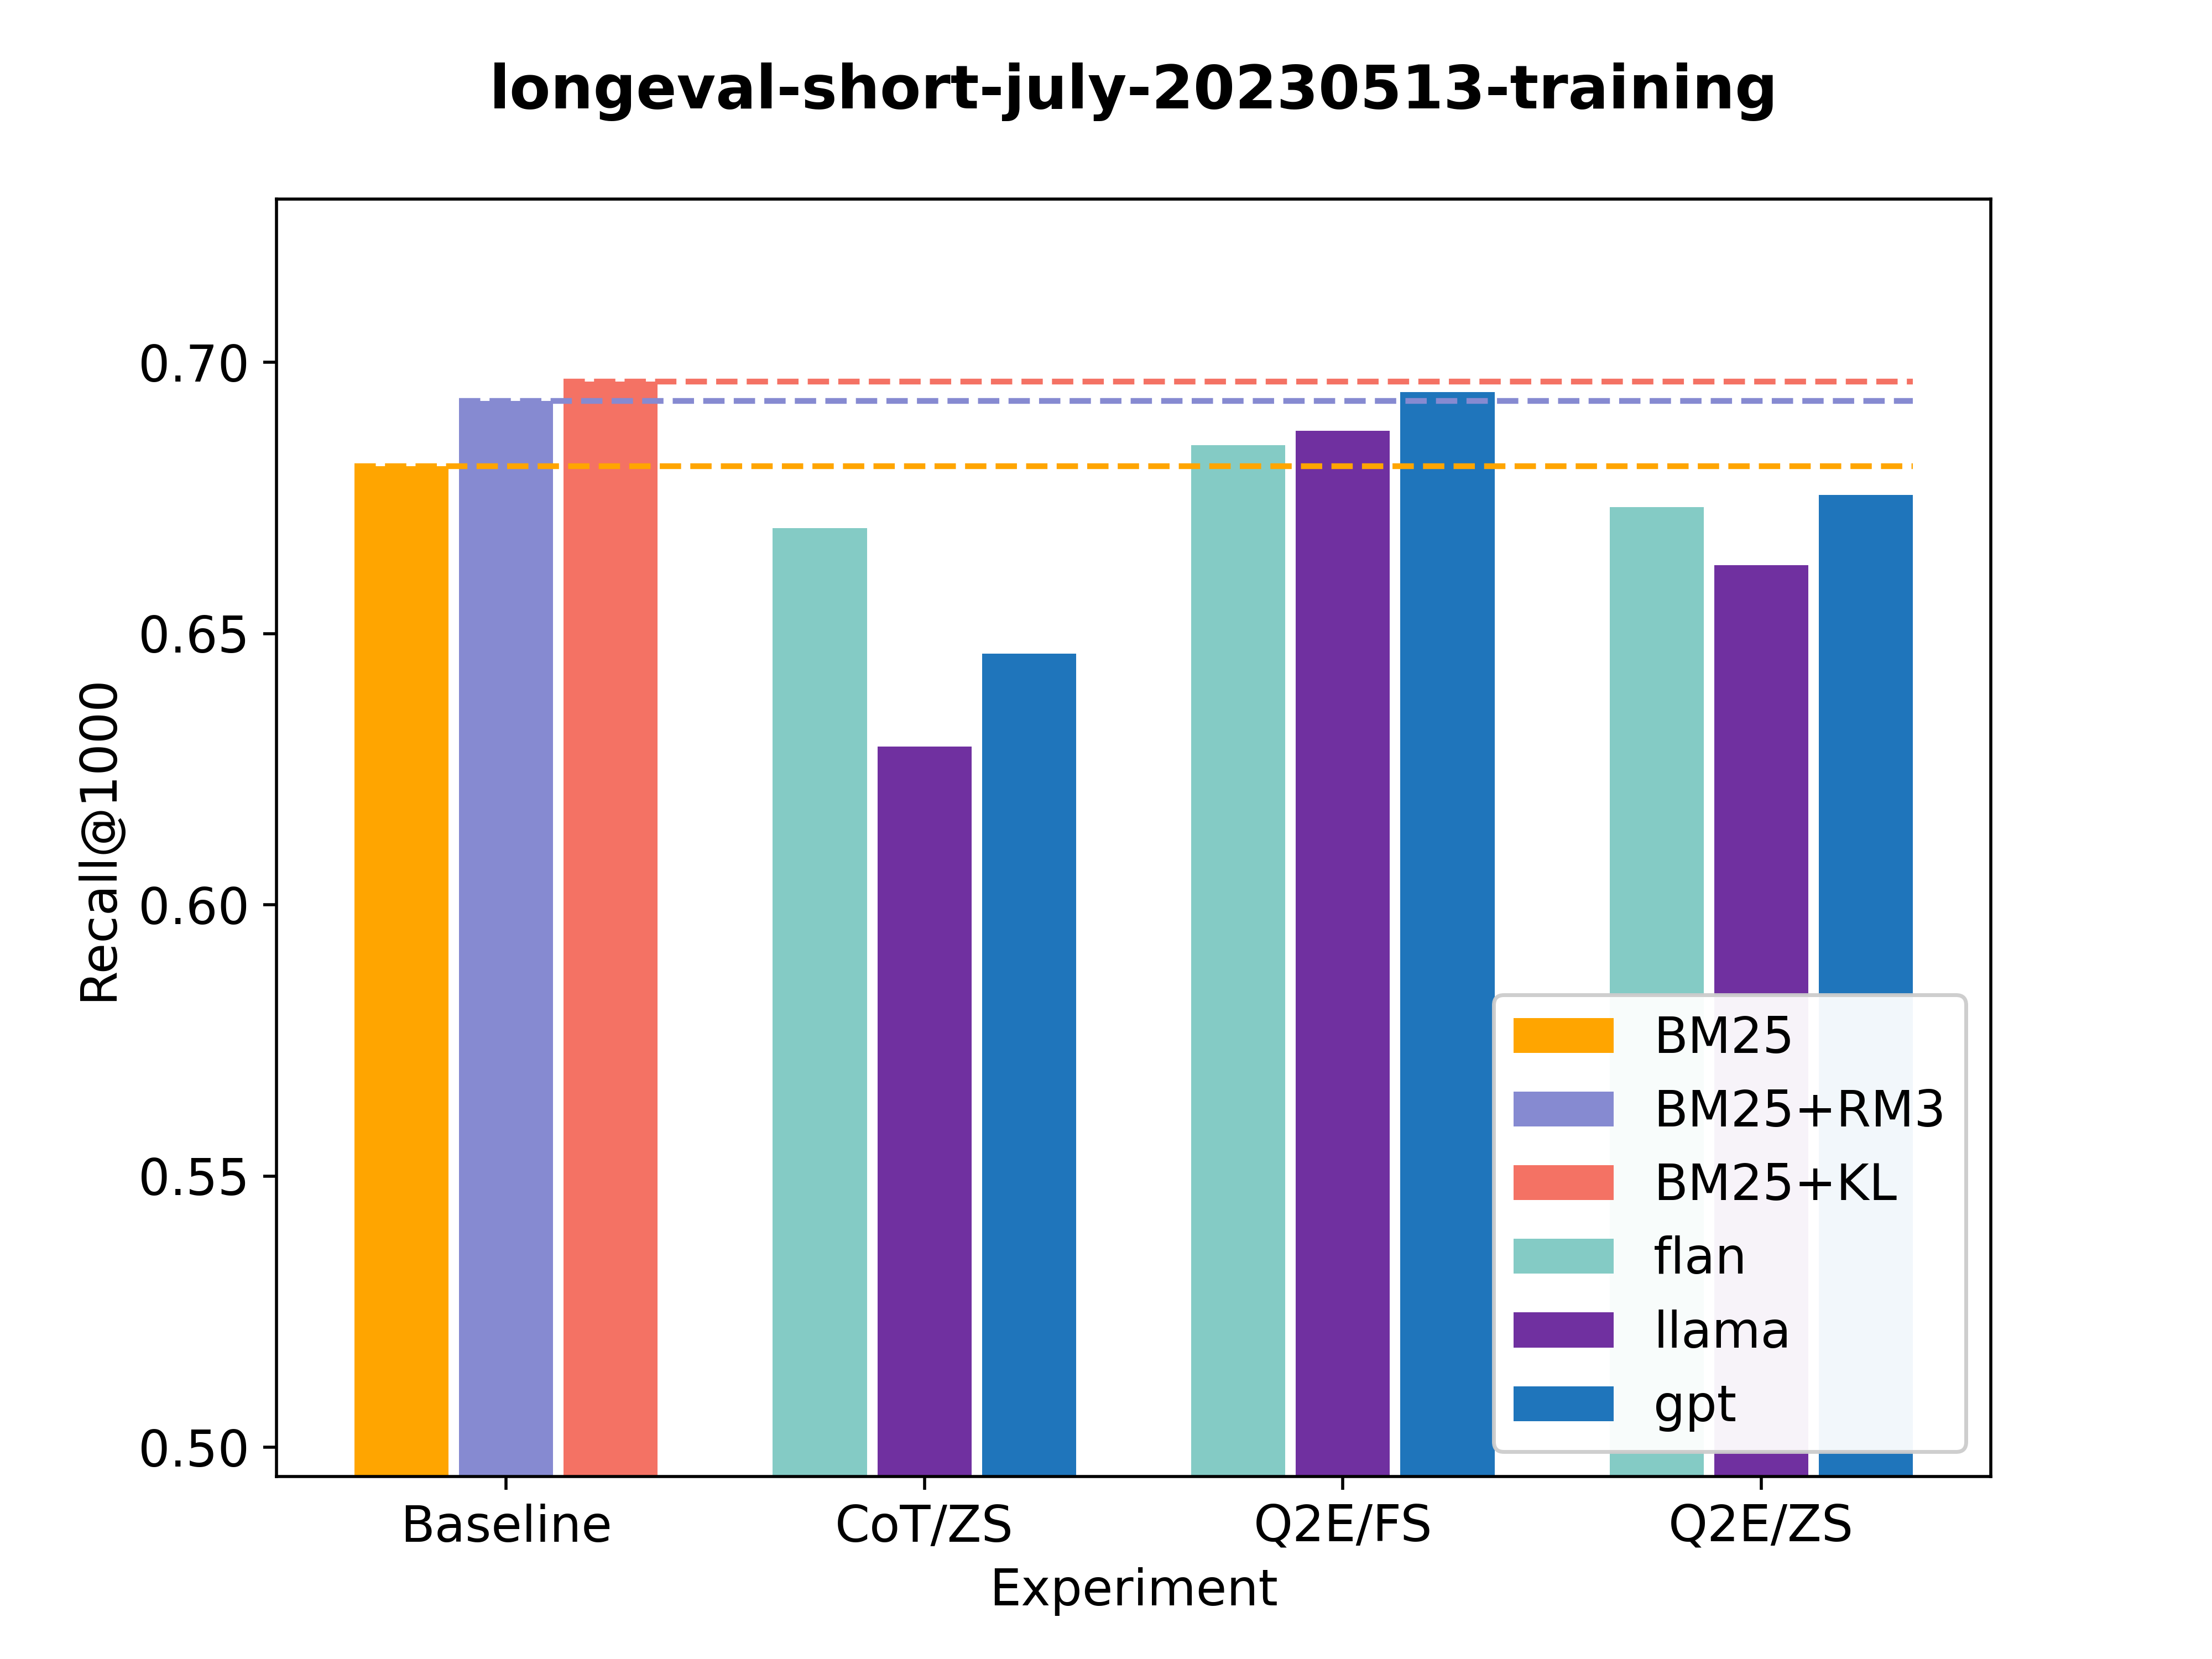 longeval-short-july-20230513-training
Recall@1000
0.70
0.65
0.60
0.55
0.50
BM25
BM25+RM3
BM25+KL
flan
llama
gpt
Baseline
CoT/ZS
Q2E/FS
Q2E/ZS
Experiment